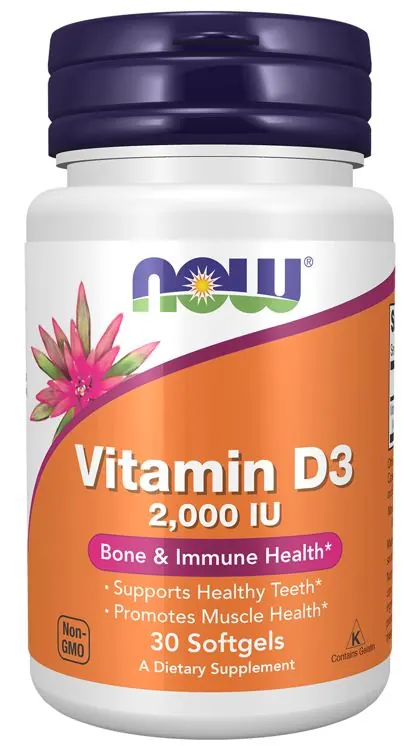 NOW®
Vitamin D3
2,000 IU
Bone & Immune Health*
• Supports Healthy Teeth*
• Promotes Muscle Health*
30 Softgels
A Dietary Supplement
Non-
GMO
K
Contains Gelatin